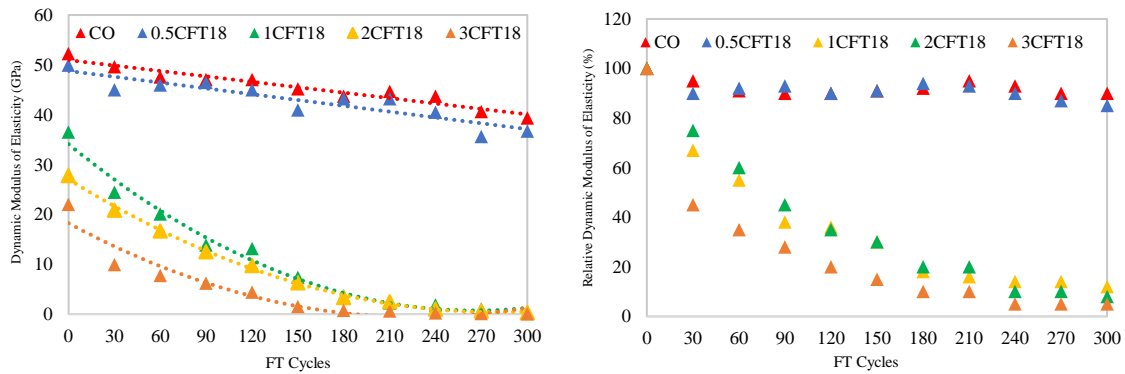 60
50
40
30
20
10
0
Dynamic Modulus of Elasticity (GPa)
CO 0.5CFT18 1CFT18 2CFT18 3CFT18
0 30 60 90 120 150 180 210 240 270 300
FT Cycles
120
100
80
60
40
20
0
Relative Dynamic Modulus of Elasticity (%)
CO 0.5CFT18 1CFT18 2CFT18 3CFT18
0 30 60 90 120 150 180 210 240 270 300
FT Cycles